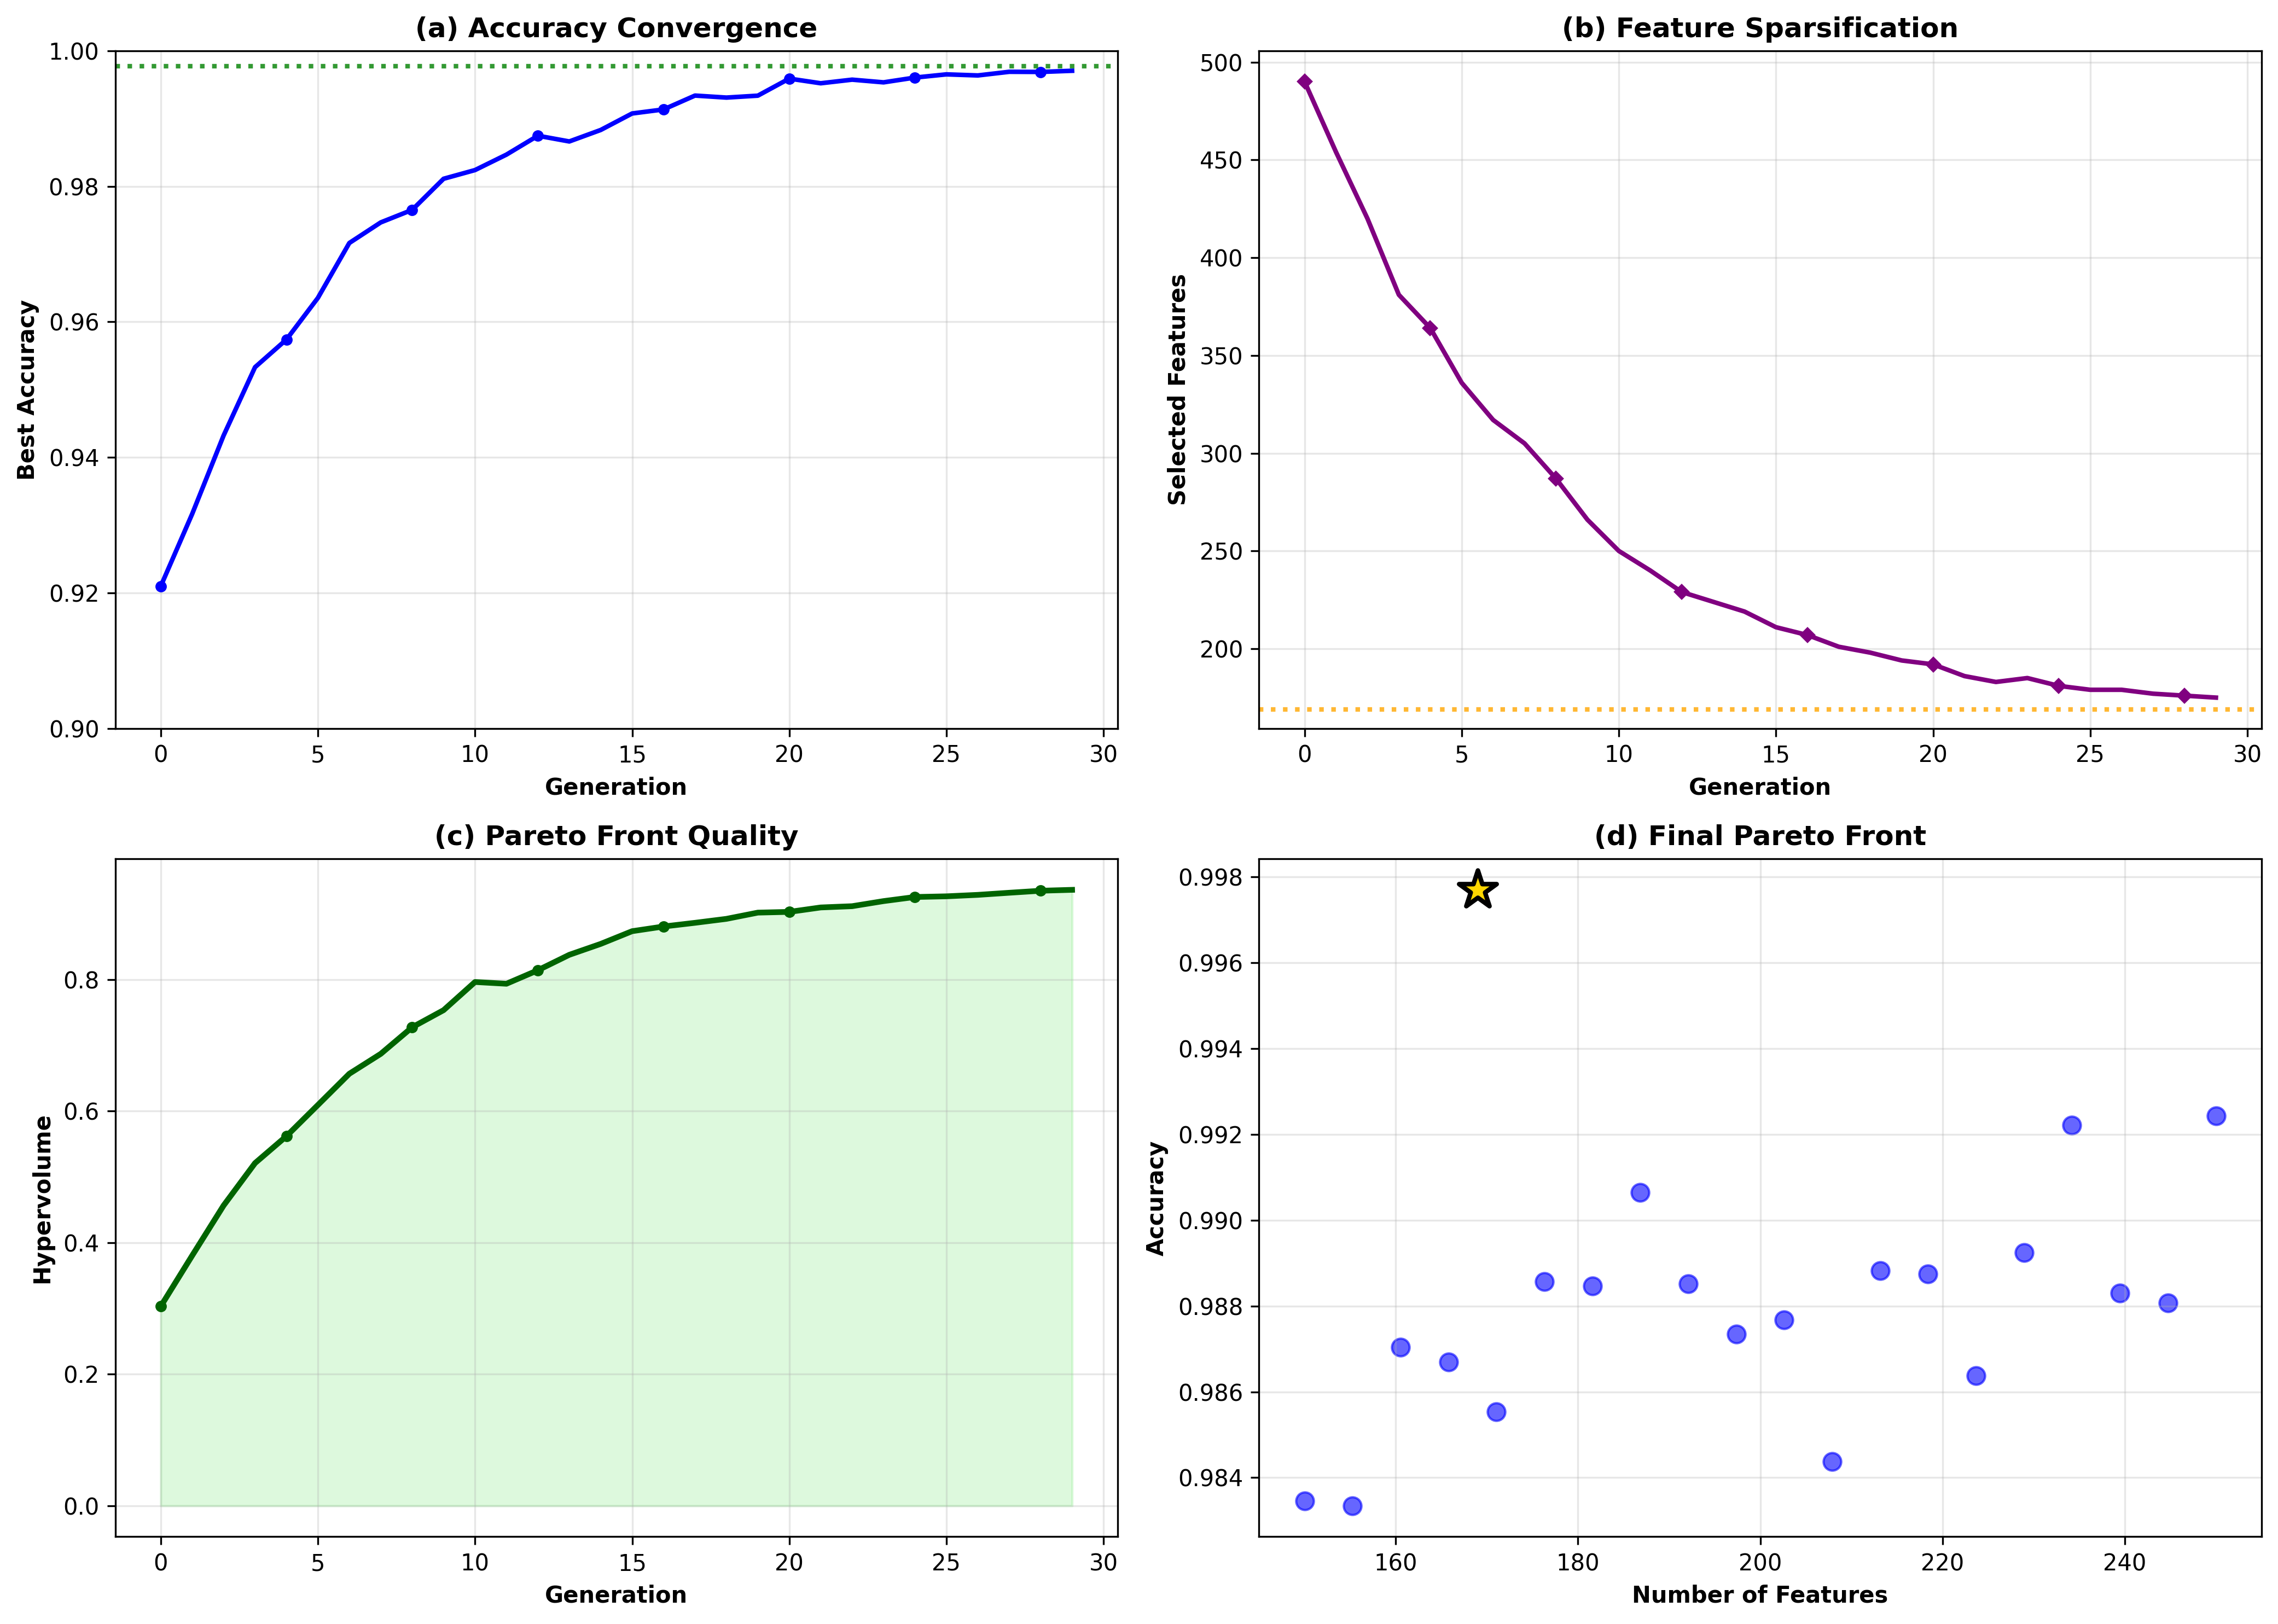 (a) Accuracy Convergence
Best Accuracy
1.00
0.98
0.96
0.94
0.92
0.90
0 5 10 15 20 25 30
Generation
(b) Feature Sparsification
Selected Features
500
450
400
350
300
250
200
0 5 10 15 20 25 30
Generation
(c) Pareto Front Quality
Hypervolume
0.8
0.6
0.4
0.2
0.0
0 5 10 15 20 25 30
Generation
(d) Final Pareto Front
Accuracy
0.998
0.996
0.994
0.992
0.990
0.988
0.986
0.984
160 180 200 220 240
Number of Features